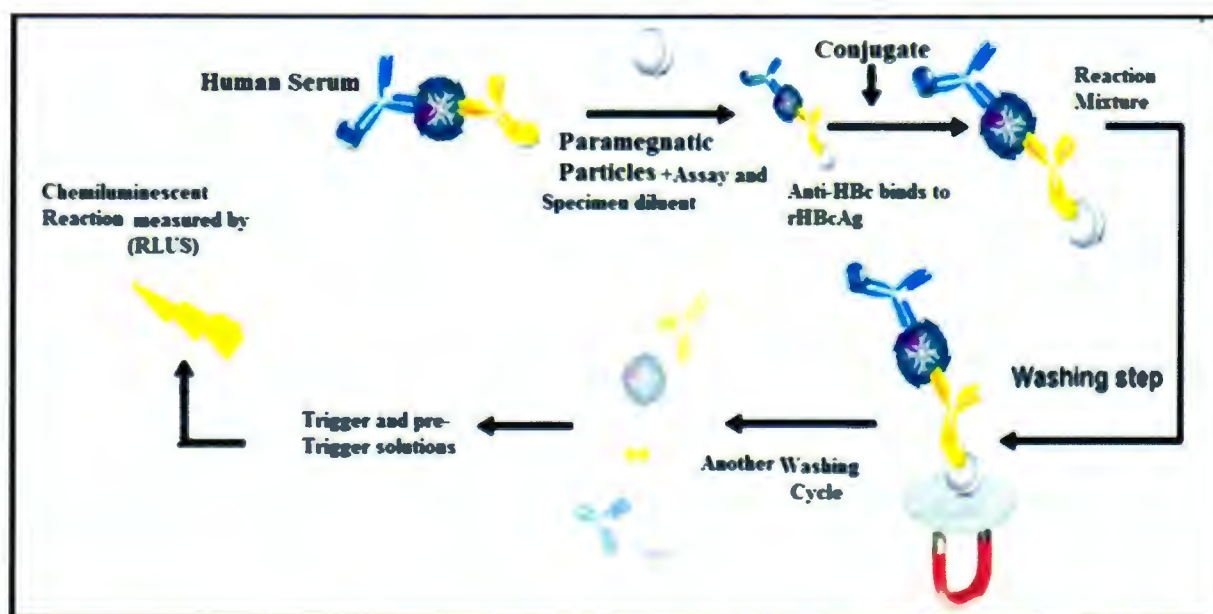 Human Serum
Paramegnatic
Particles +Assay and
Specimen diluent
Conjugate
Anti-HBc binds to
rHBcAg
Reaction
Mixture
Washing step
Another Washing
Cycle
Trigger and pre-
Trigger solutions
Chemiluminescent
Reaction measured by
(RLUS)